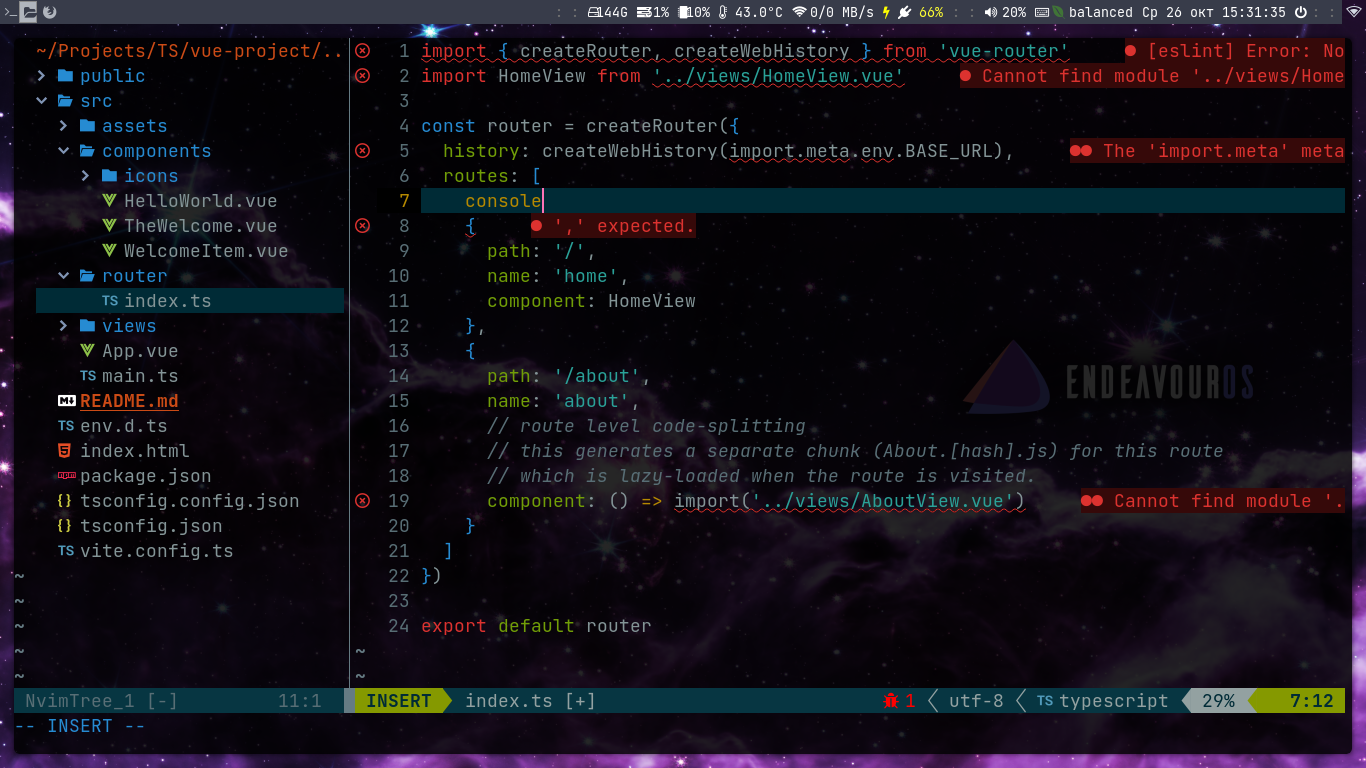 144G 31% 10% 43.0°C 0/0 MB/s 66% 20% balanced Ср 26 окт 15:31:35
~/Projects/TS/vue-project/..
public
src
assets
components
icons
HelloWorld.vue
TheWelcome.vue
WelcomeItem.vue
router
TS index.ts
views
App.vue
TS main.ts
README.md
TS env.d.ts
index.html
package.json
{} tsconfig.config.json
{} tsconfig.json
TS vite.config.ts
~
~
~
~
~
1 import { createRouter, createWebHistory } from 'vue-router' ● [eslint] Error: No
2 import HomeView from '../views/HomeView.vue' ● Cannot find module '../views/Home
3
4 const router = createRouter({
5 history: createWebHistory(import.meta.env.BASE_URL), ●● The 'import.meta' meta
6 routes: [
7 console
8 { ● ',' expected.
9 path: '/',
10 name: 'home',
11 component: HomeView
12 },
13 {
14 path: '/about',
15 name: 'about',
16 // route level code-splitting
17 // this generates a separate chunk (About.[hash].js) for this route
18 // which is lazy-loaded when the route is visited.
19 component: () => import('../views/AboutView.vue') ●● Cannot find module '.
20 }
21 ]
22 })
23
24 export default router
~
~
ENDEAVOUROS
NvimTree_1 [-] 11:1 INSERT index.ts [+] 1 utf-8 TS typescript 29% 7:12
-- INSERT --